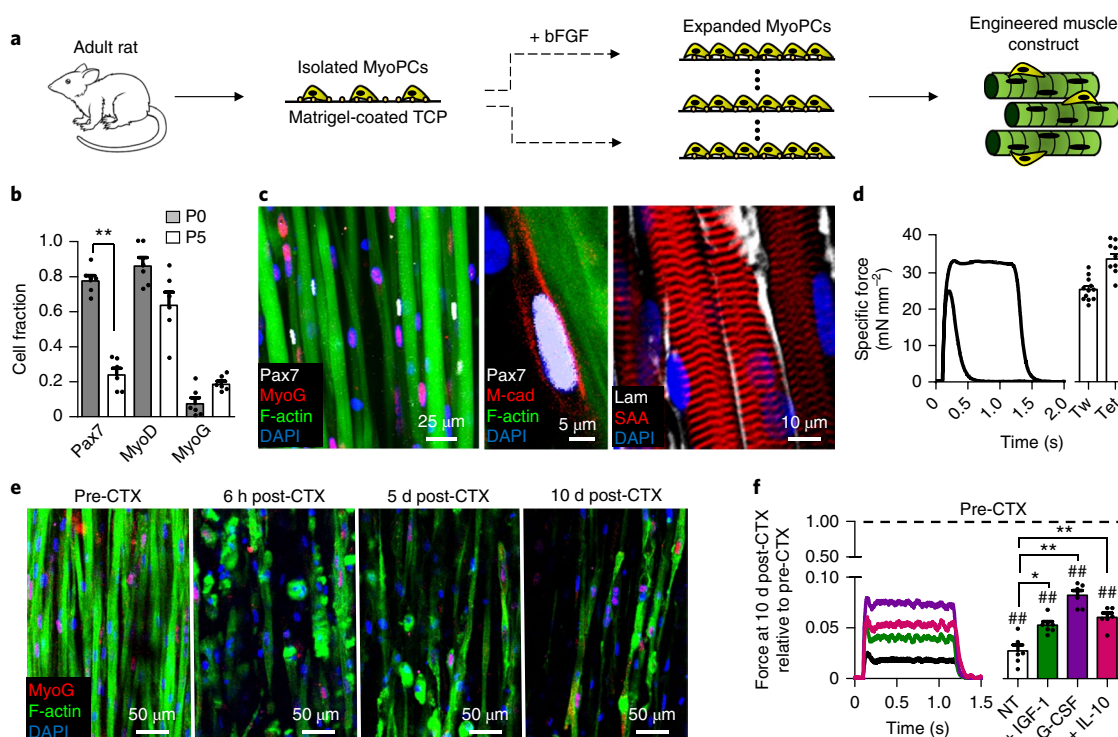 a
Adult rat
Isolated MyoPCs
Matrigel-coated TCP
+ bFGF
Expanded MyoPCs
Engineered muscle
construct
b
P0
P5
**
Cell fraction
1.0
0.8
0.6
0.4
0.2
0
Pax7
MyoD
MyoG
c
Pax7
MyoG
F-actin
DAPI
25 μm
Pax7
M-cad
F-actin
DAPI
5 μm
Lam
SAA
DAPI
10 μm
d
Specific force
(mN mm⁻²)
40
30
20
10
0
0
0.5
1.0
1.5
2.0
Time (s)
Tw
Tet
e
Pre-CTX
6 h post-CTX
5 d post-CTX
10 d post-CTX
MyoG
F-actin
DAPI
50 μm
50 μm
50 μm
50 μm
f
Force at 10 d post-CTX
relative to pre-CTX
Pre-CTX
1.00
0.50
0.10
0.05
0
0
0.5
1.0
1.5
Time (s)
**
**
*
##
##
##
##
NT
+ IGF-1
G-CSF
+ IL-10